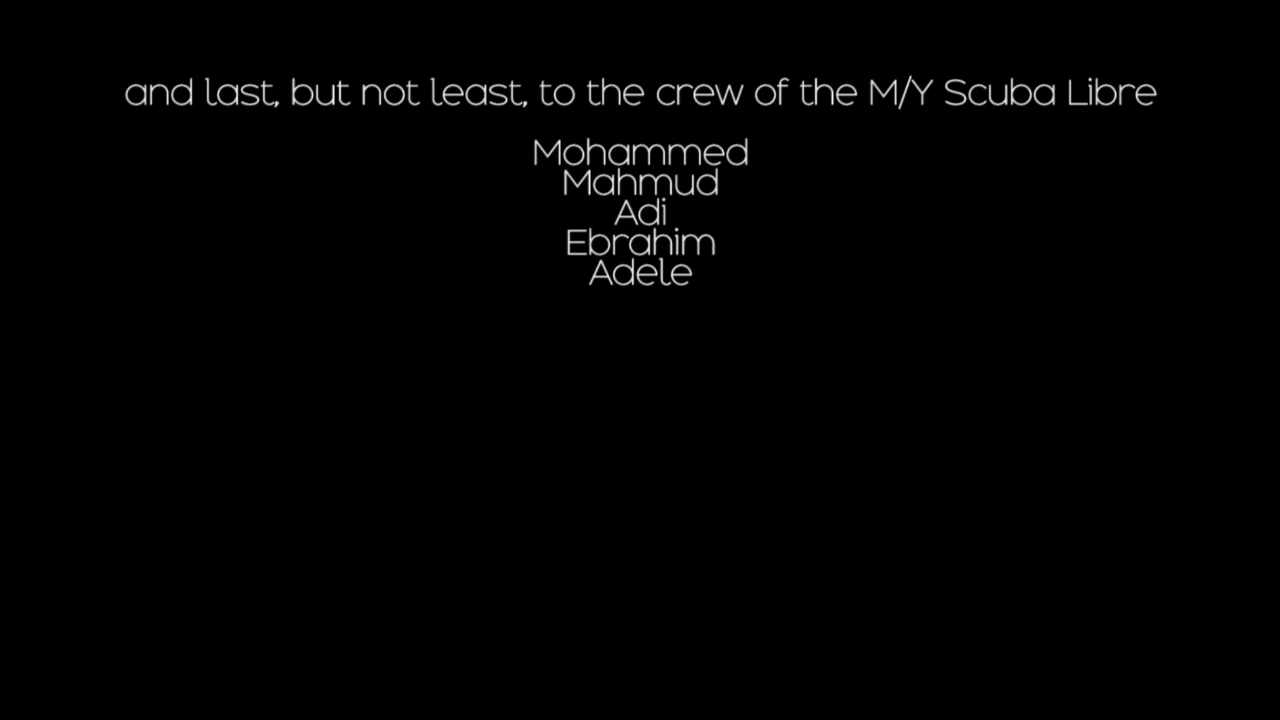 and last, but not least, to the crew of the M/Y Scuba Libre
Mohammed
Mahmud
Adi
Ebrahim
Adele